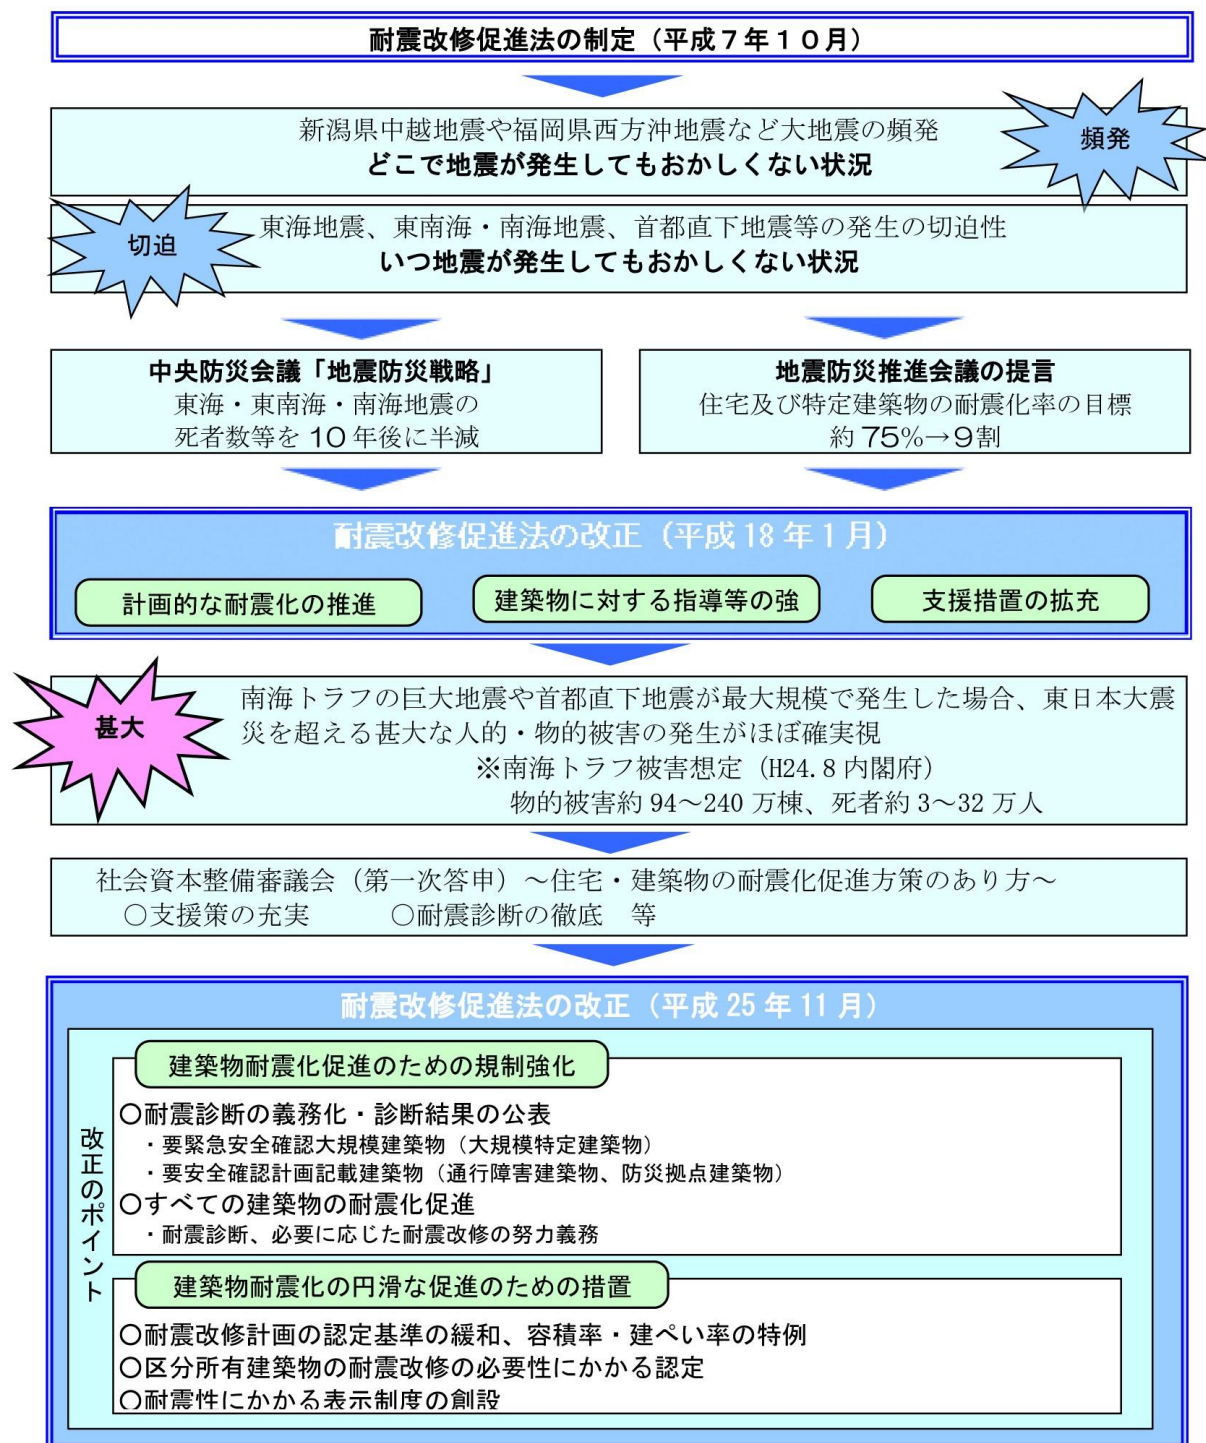 耐震改修促進法の制定（平成７年１０月）
新潟県中越地震や福岡県西方沖地震など大地震の頻発
どこで地震が発生してもおかしくない状況
頻発
切迫
東海地震、東南海・南海地震、首都直下地震等の発生の切迫性
いつ地震が発生してもおかしくない状況
中央防災会議「地震防災戦略」
東海・東南海・南海地震の
死者数等を 10 年後に半減
地震防災推進会議の提言
住宅及び特定建築物の耐震化率の目標
約 75%→9割
耐震改修促進法の改正（平成 18 年 1 月）
計画的な耐震化の推進
建築物に対する指導等の強
支援措置の拡充
甚大
南海トラフの巨大地震や首都直下地震が最大規模で発生した場合、東日本大震
災を超える甚大な人的・物的被害の発生がほぼ確実視
※南海トラフ被害想定（H24.8 内閣府）
物的被害約 94～240 万棟、死者約 3～32 万人
社会資本整備審議会（第一次答申）～住宅・建築物の耐震化促進方策のあり方～
○支援策の充実　○耐震診断の徹底　等
耐震改修促進法の改正（平成 25 年 11 月）
改正のポイント
建築物耐震化促進のための規制強化
○耐震診断の義務化・診断結果の公表
・要緊急安全確認大規模建築物（大規模特定建築物）
・要安全確認計画記載建築物（通行障害建築物、防災拠点建築物）
○すべての建築物の耐震化促進
・耐震診断、必要に応じた耐震改修の努力義務
建築物耐震化の円滑な促進のための措置
○耐震改修計画の認定基準の緩和、容積率・建ぺい率の特例
○区分所有建築物の耐震改修の必要性にかかる認定
○耐震性にかかる表示制度の創設